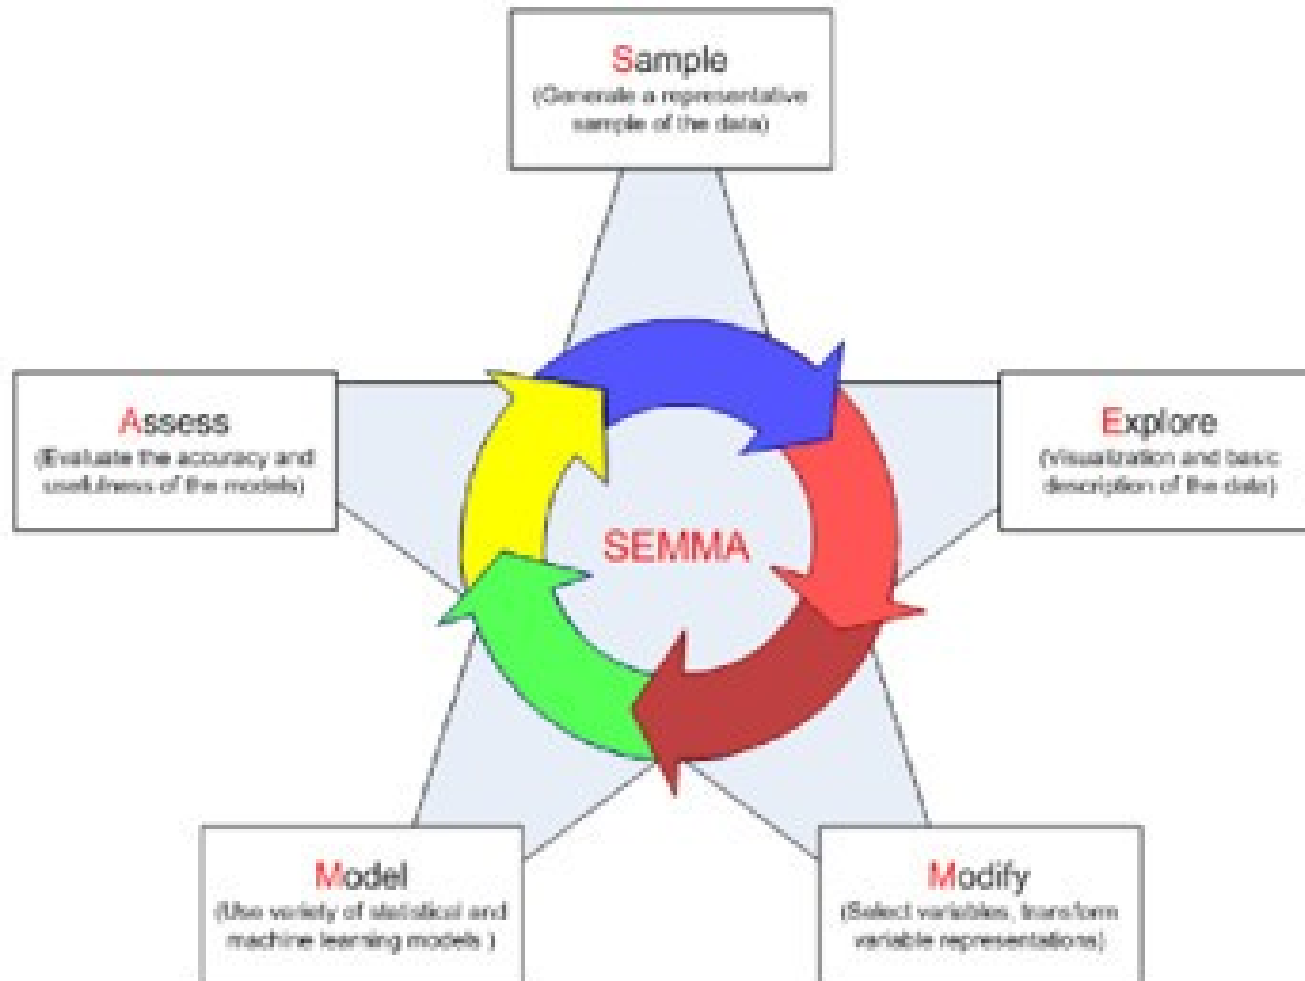 Sample
(Generate a representative
sample of the data)
Assess
(Evaluate the accuracy and
usefulness of the models)
Explore
(Visualization and basic
description of the data)
SEMMA
Model
(Use variety of statistical and
machine learning models )
Modify
(Select variables, transform
variable representations)